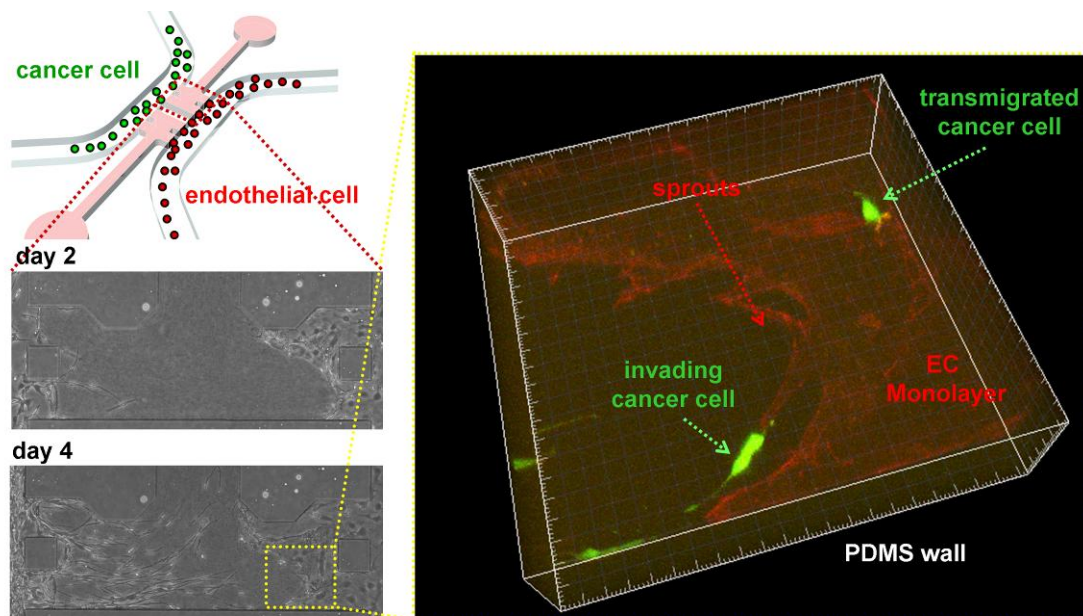 cancer cell
endothelial cell
day 2
day 4
transmigrated
cancer cell
sprouts
invading
cancer cell
EC
Monolayer
PDMS wall